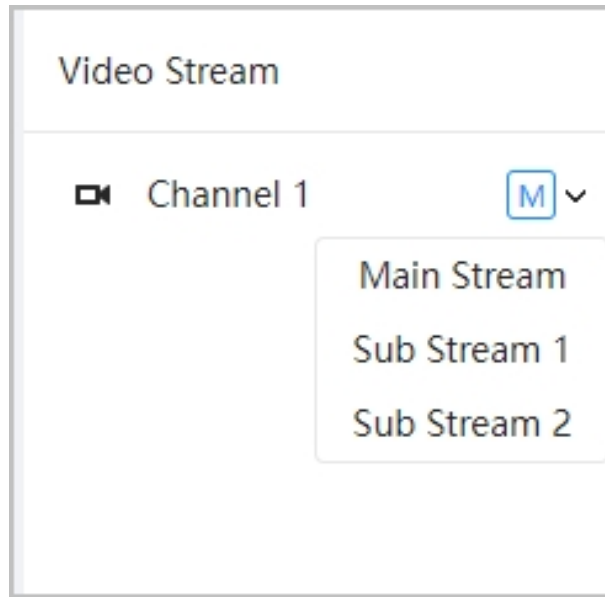 Video Stream
Channel 1 M
Main Stream
Sub Stream 1
Sub Stream 2